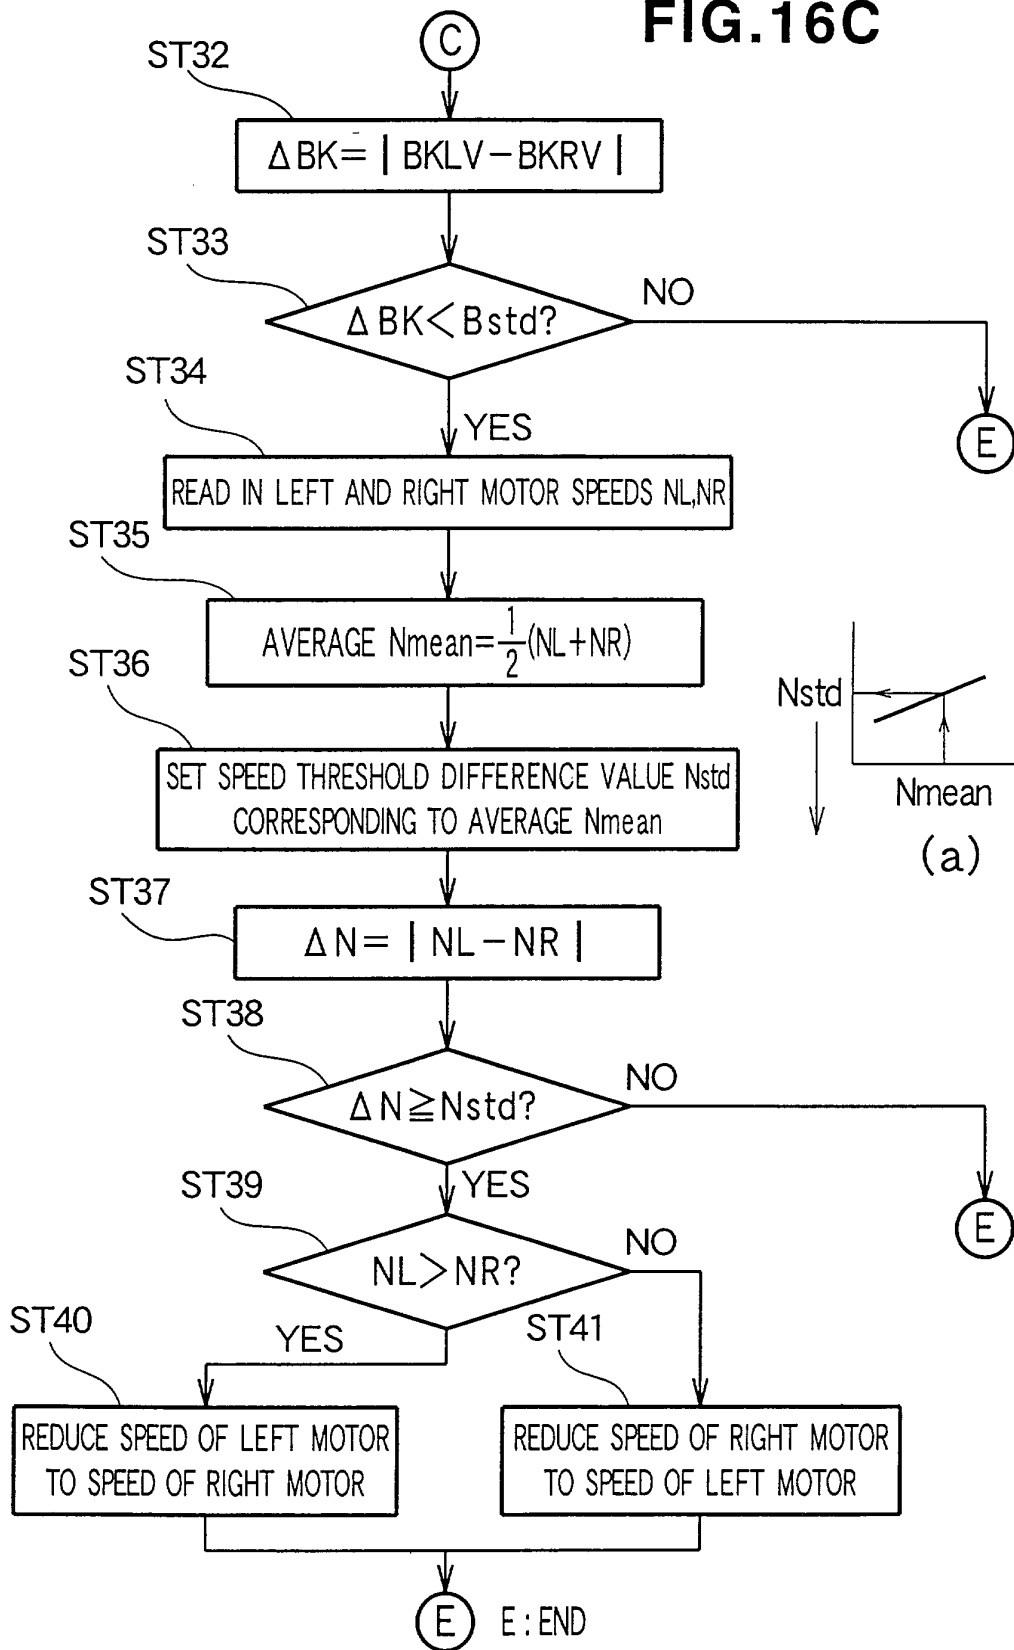 FIG.16C
C
ST32
ΔBK=|BKLV-BKRV|
ST33
ΔBK<Bstd?
NO
E
YES
ST34
READ IN LEFT AND RIGHT MOTOR SPEEDS NL,NR
ST35
AVERAGE Nmean=1/2(NL+NR)
ST36
SET SPEED THRESHOLD DIFFERENCE VALUE Nstd
CORRESPONDING TO AVERAGE Nmean
Nstd
Nmean
(a)
ST37
ΔN=|NL-NR|
ST38
ΔN≧Nstd?
NO
E
YES
ST39
NL>NR?
NO
YES
ST40
REDUCE SPEED OF LEFT MOTOR
TO SPEED OF RIGHT MOTOR
ST41
REDUCE SPEED OF RIGHT MOTOR
TO SPEED OF LEFT MOTOR
E E:END